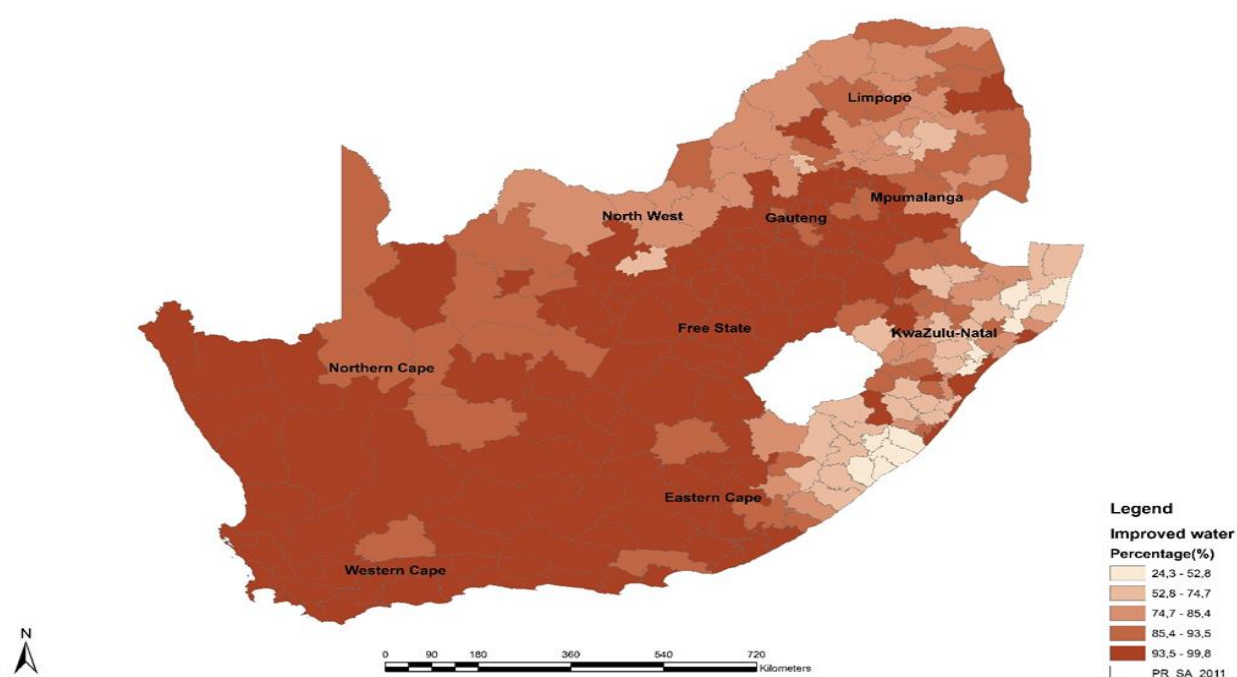 Limpopo
Mpumalanga
North West
Gauteng
Free State
KwaZulu-Natal
Northern Cape
Eastern Cape
Western Cape
Legend
Improved water
Percentage(%)
24,3 - 52,8
52,8 - 74,7
74,7 - 85,4
85,4 - 93,5
93,5 - 99,8
PR_SA_2011
N
0 90 180 360 540 720
Kilometers